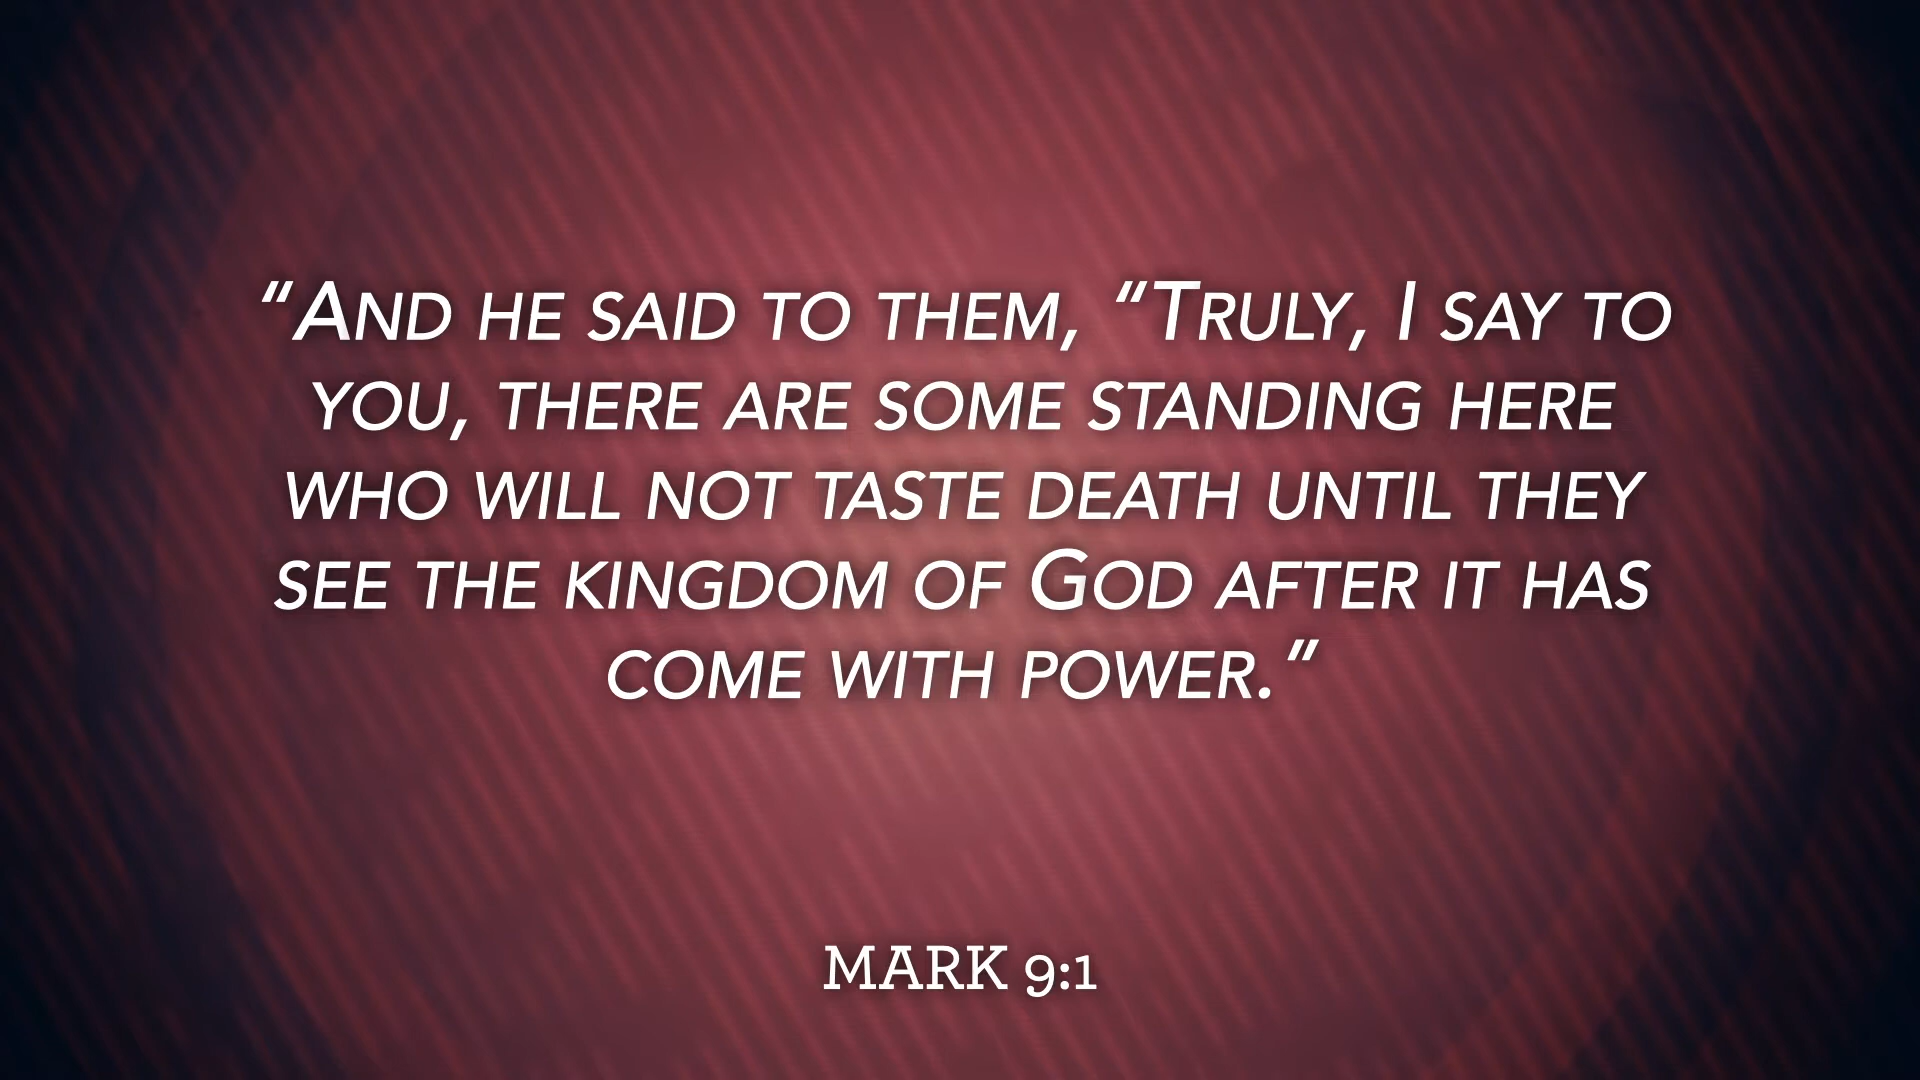 “And he said to them, “Truly, I say to
you, there are some standing here
who will not taste death until they
see the kingdom of God after it has
come with power.”
MARK 9:1